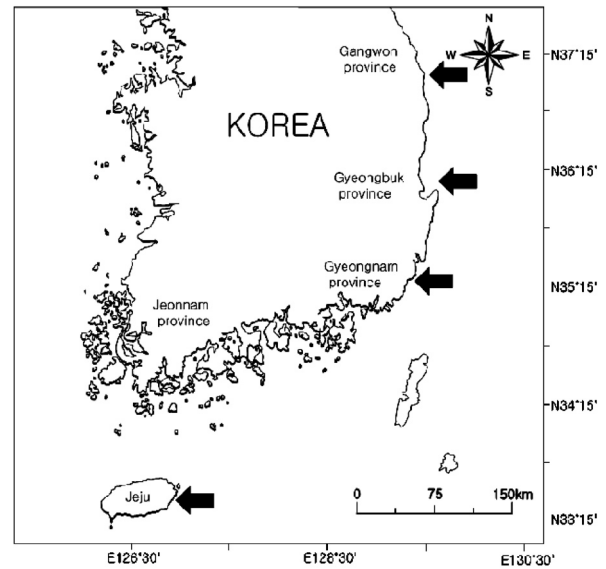 N
W E
S
Gangwon
province
N37°15'
KOREA
N36°15'
Gyeongbuk
province
Gyeongnam
province
N35°15'
Jeonnam
province
N34°15'
Jeju
0 75 150km
N33°15'
E126°30' E128°30' E130°30'